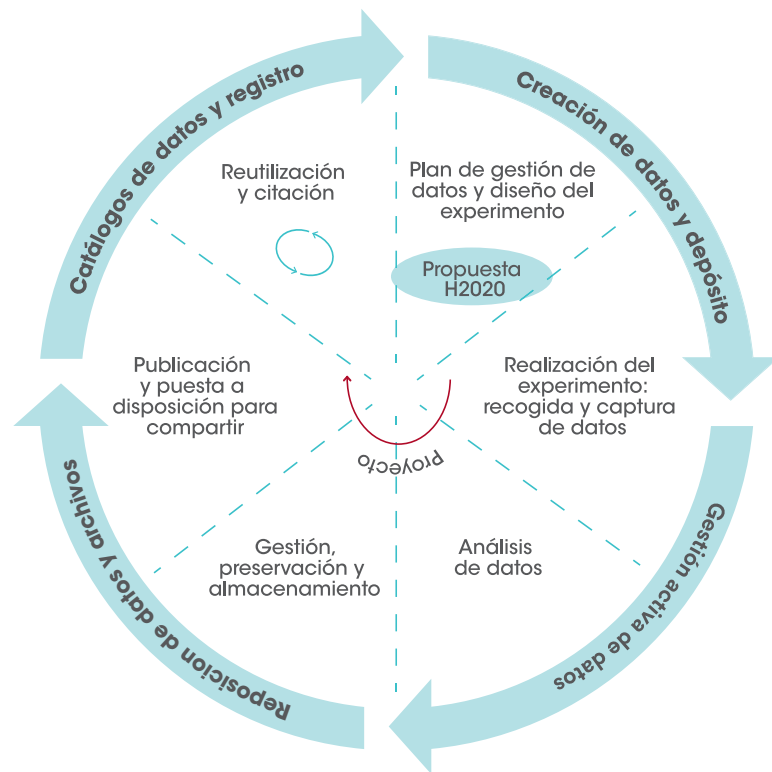 Catálogos de datos y registro
Creación de datos y depósito
Reutilización
y citación
Plan de gestión de
datos y diseño del
experimento
Propuesta
H2020
Publicación
y puesta a
disposición para
compartir
Realización del
experimento:
recogida y captura
de datos
Proyecto
Gestión,
preservación y
almacenamiento
Análisis
de datos
Reposicion de datos y archivos
Gestión activa de datos